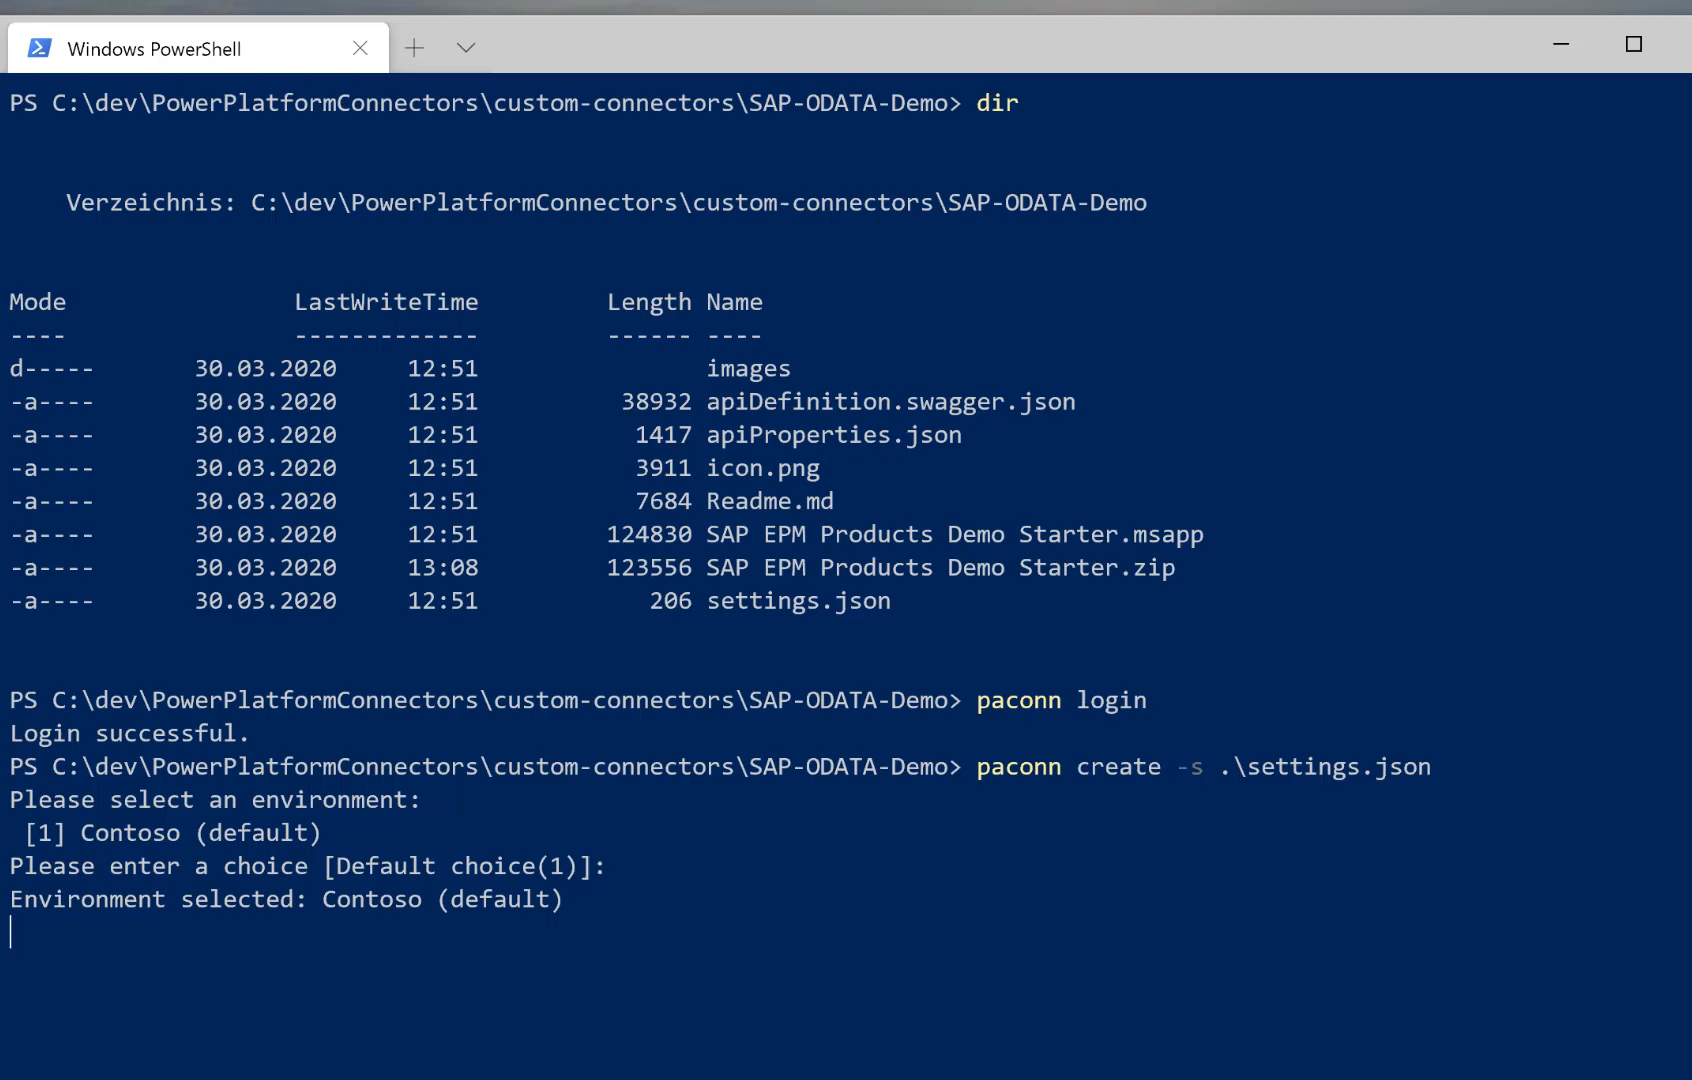 Windows PowerShell
PS C:\dev\PowerPlatformConnectors\custom-connectors\SAP-ODATA-Demo> dir
Verzeichnis: C:\dev\PowerPlatformConnectors\custom-connectors\SAP-ODATA-Demo
Mode LastWriteTime Length Name
---- ------------- ------ ----
d----- 30.03.2020 12:51 images
-a---- 30.03.2020 12:51 38932 apiDefinition.swagger.json
-a---- 30.03.2020 12:51 1417 apiProperties.json
-a---- 30.03.2020 12:51 3911 icon.png
-a---- 30.03.2020 12:51 7684 Readme.md
-a---- 30.03.2020 12:51 124830 SAP EPM Products Demo Starter.msapp
-a---- 30.03.2020 13:08 123556 SAP EPM Products Demo Starter.zip
-a---- 30.03.2020 12:51 206 settings.json
PS C:\dev\PowerPlatformConnectors\custom-connectors\SAP-ODATA-Demo> paconn login
Login successful.
PS C:\dev\PowerPlatformConnectors\custom-connectors\SAP-ODATA-Demo> paconn create -s .\settings.json
Please select an environment:
[1] Contoso (default)
Please enter a choice [Default choice(1)]:
Environment selected: Contoso (default)